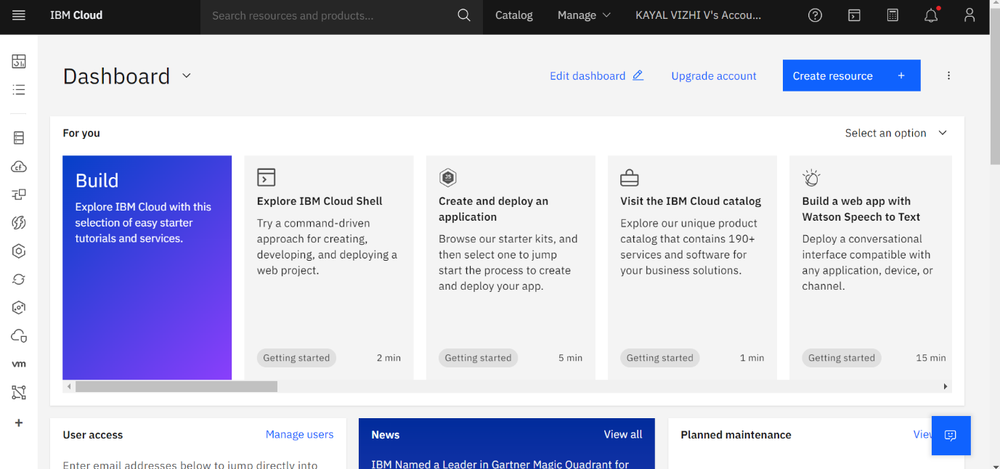 IBM Cloud
Search resources and products...
Catalog
Manage
KAYAL VIZHI V's Accou...
Dashboard
Edit dashboard
Upgrade account
Create resource +
For you
Select an option
Build
Explore IBM Cloud with this
selection of easy starter
tutorials and services.
Explore IBM Cloud Shell
Try a command-driven
approach for creating,
developing, and deploying a
web project.
Getting started
2 min
Create and deploy an
application
Browse our starter kits, and
then select one to jump
start the process to create
and deploy your app.
Getting started
5 min
Visit the IBM Cloud catalog
Explore our unique product
catalog that contains 190+
services and software for
your business solutions.
Getting started
1 min
Build a web app with
Watson Speech to Text
Deploy a conversational
interface compatible with
any application, device, or
channel.
Getting started
15 min
cf
JS
vm
User access
Manage users
Enter email addresses below to jump directly into
News
View all
IBM Named a Leader in Gartner Magic Quadrant for
Planned maintenance
View